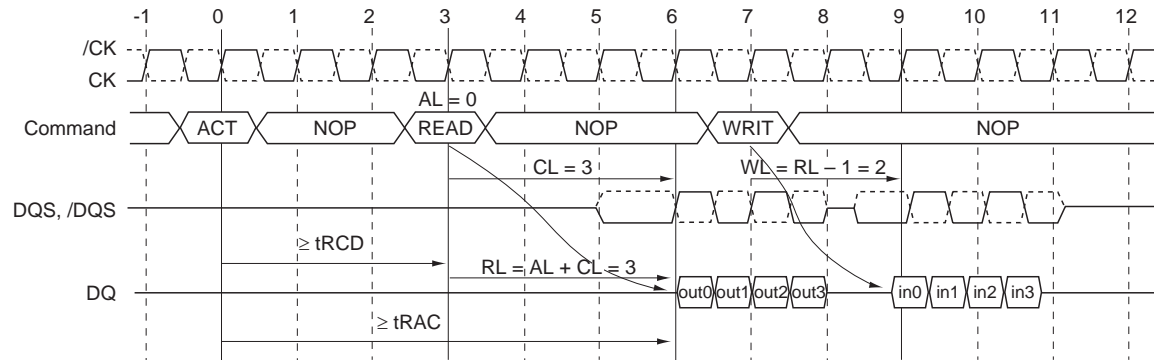 -1 0 1 2 3 4 5 6 7 8 9 10 11 12
/CK
CK
AL = 0
Command ACT NOP READ NOP WRIT NOP
CL = 3 WL = RL – 1 = 2
DQS, /DQS
≥ tRCD
RL = AL + CL = 3
DQ out0 out1 out2 out3 in0 in1 in2 in3
≥ tRAC